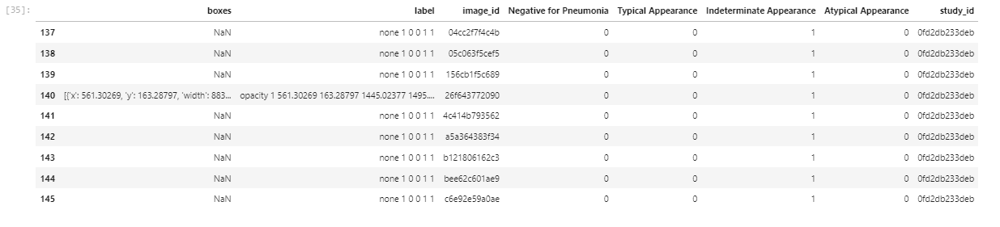 [35]:
boxes label image_id Negative for Pneumonia Typical Appearance Indeterminate Appearance Atypical Appearance study_id
137 NaN none 1 0 0 1 1 04cc2f7f4c4b 0 0 1 0 0fd2db233deb
138 NaN none 1 0 0 1 1 05c063f5cef5 0 0 1 0 0fd2db233deb
139 NaN none 1 0 0 1 1 156cb1f5c689 0 0 1 0 0fd2db233deb
140 [{'x': 561.30269, 'y': 163.28797, 'width': 883... opacity 1 561.30269 163.28797 1445.02377 1495.... 26f643772090 0 0 1 0 0fd2db233deb
141 NaN none 1 0 0 1 1 4c414b793562 0 0 1 0 0fd2db233deb
142 NaN none 1 0 0 1 1 a5a364383f34 0 0 1 0 0fd2db233deb
143 NaN none 1 0 0 1 1 b121806162c3 0 0 1 0 0fd2db233deb
144 NaN none 1 0 0 1 1 bee62c601ae9 0 0 1 0 0fd2db233deb
145 NaN none 1 0 0 1 1 c6e92e59a0ae 0 0 1 0 0fd2db233deb